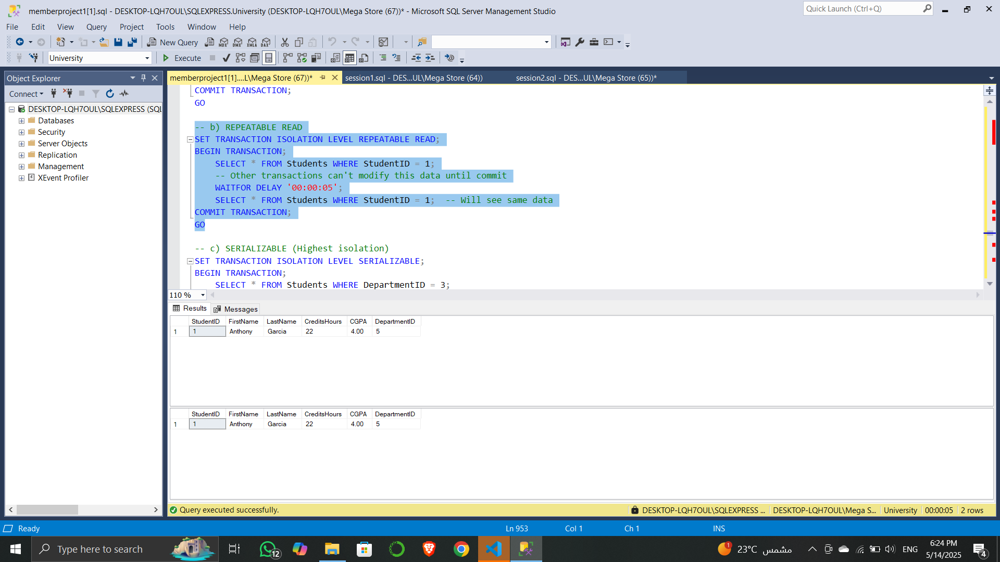 memberproject1[1].sql - DESKTOP-LQH7OUL\SQLEXPRESS.University (DESKTOP-LQH7OUL\Mega Store (67))* - Microsoft SQL Server Management Studio
Quick Launch (Ctrl+Q)
File Edit View Query Project Tools Window Help
New Query MDX DMX XMLA DAX
University Execute
Object Explorer
memberproject1[1]....L\Mega Store (67))* session1.sql - DES...UL\Mega Store (64)) session2.sql - DES...UL\Mega Store (65))*
Connect
DESKTOP-LQH7OUL\SQLEXPRESS (SQL
Databases
Security
Server Objects
Replication
Management
XEvent Profiler
COMMIT TRANSACTION;
GO
-- b) REPEATABLE READ
SET TRANSACTION ISOLATION LEVEL REPEATABLE READ;
BEGIN TRANSACTION;
SELECT * FROM Students WHERE StudentID = 1;
-- Other transactions can't modify this data until commit
WAITFOR DELAY '00:00:05';
SELECT * FROM Students WHERE StudentID = 1;  -- Will see same data
COMMIT TRANSACTION;
GO
-- c) SERIALIZABLE (Highest isolation)
SET TRANSACTION ISOLATION LEVEL SERIALIZABLE;
BEGIN TRANSACTION;
SELECT * FROM Students WHERE DepartmentID = 3;
110 %
Results Messages
StudentID FirstName LastName CreditsHours CGPA DepartmentID
1 1 Anthony Garcia 22 4.00 5
StudentID FirstName LastName CreditsHours CGPA DepartmentID
1 1 Anthony Garcia 22 4.00 5
Query executed successfully. DESKTOP-LQH7OUL\SQLEXPRESS ... DESKTOP-LQH7OUL\Mega S... University 00:00:05 2 rows
Ready Ln 953 Col 1 Ch 1 INS
Type here to search 12 1 23°C مشمس ENG 6:24 PM
5/14/2025 4